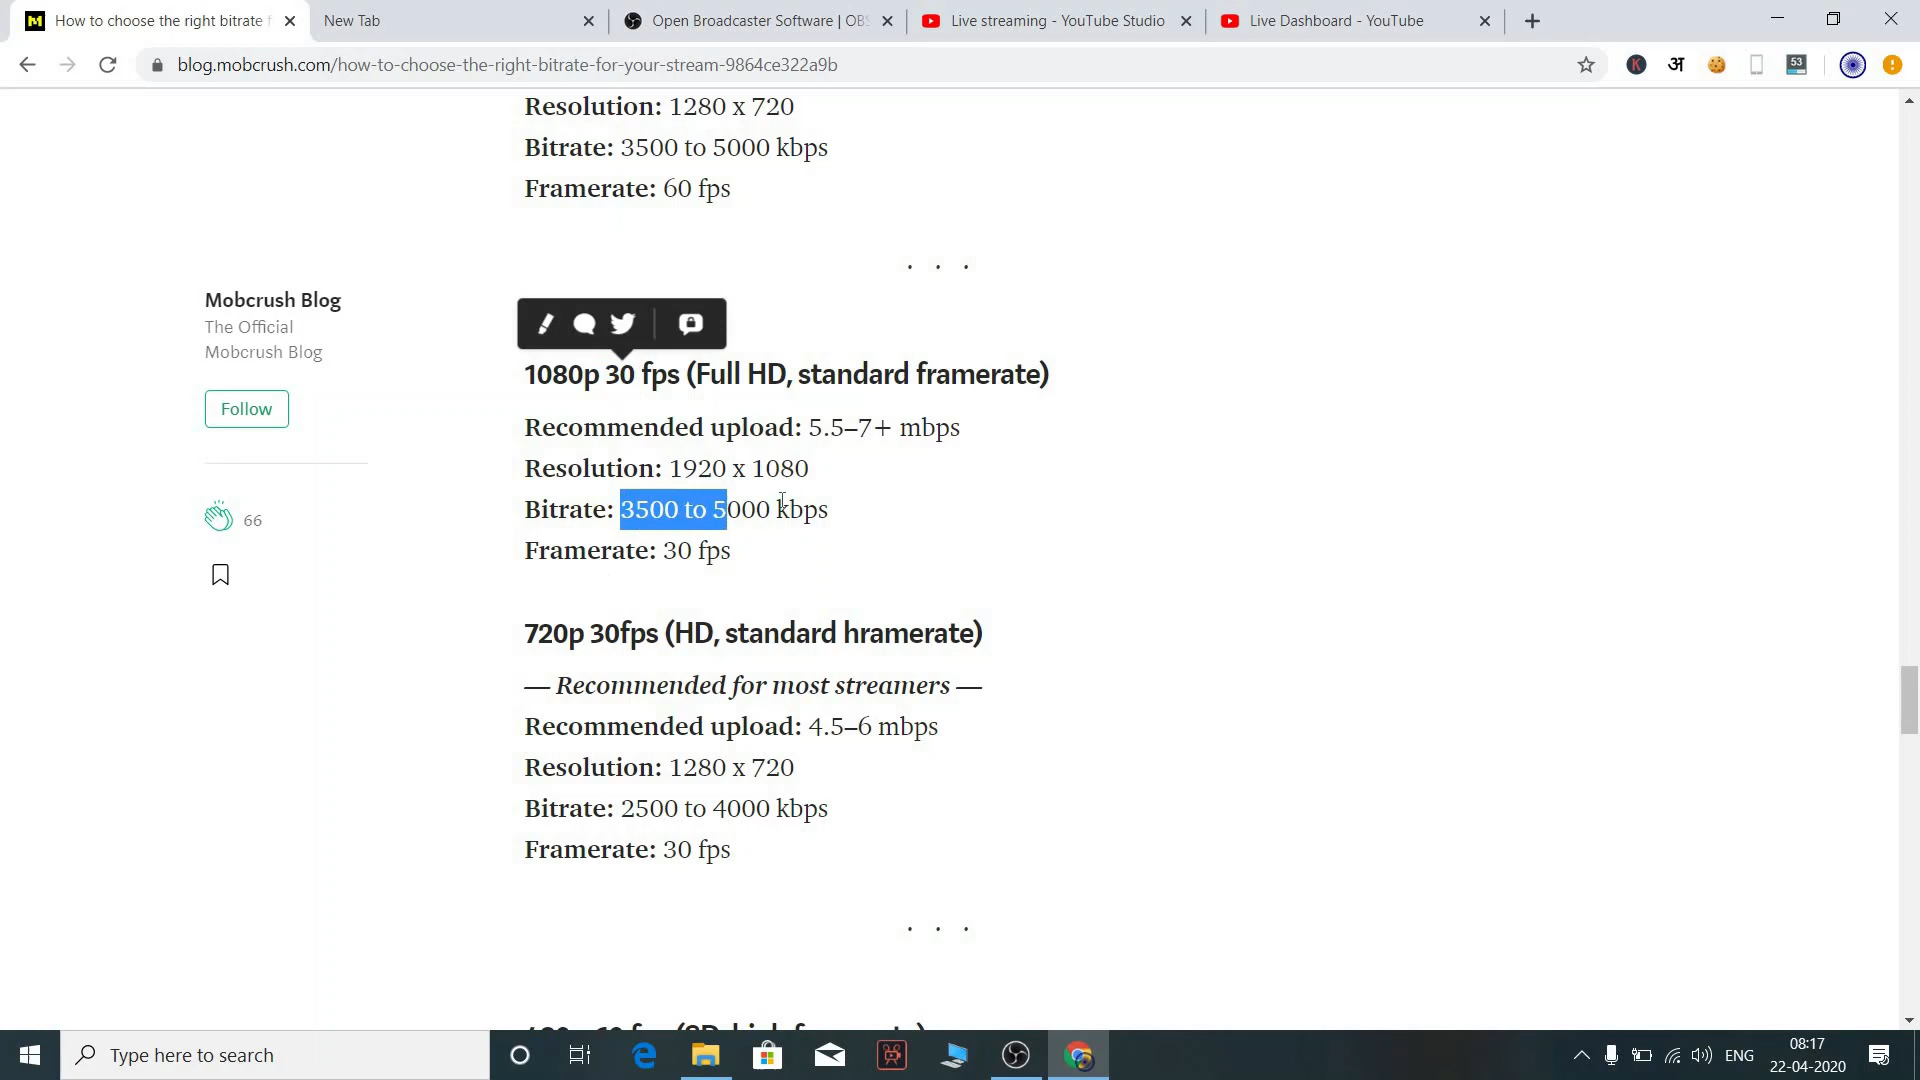 How to choose the right bitrate f
New Tab
Open Broadcaster Software | OBS
Live streaming - YouTube Studio
Live Dashboard - YouTube
blog.mobcrush.com/how-to-choose-the-right-bitrate-for-your-stream-9864ce322a9b
K
अ
53
Resolution: 1280 x 720
Bitrate: 3500 to 5000 kbps
Framerate: 60 fps
. . .
Mobcrush Blog
The Official
Mobcrush Blog
Follow
66
1080p 30 fps (Full HD, standard framerate)
Recommended upload: 5.5–7+ mbps
Resolution: 1920 x 1080
Bitrate: 3500 to 5000 kbps
Framerate: 30 fps
720p 30fps (HD, standard hramerate)
— Recommended for most streamers —
Recommended upload: 4.5–6 mbps
Resolution: 1280 x 720
Bitrate: 2500 to 4000 kbps
Framerate: 30 fps
. . .
Type here to search
ENG
08:17
22-04-2020